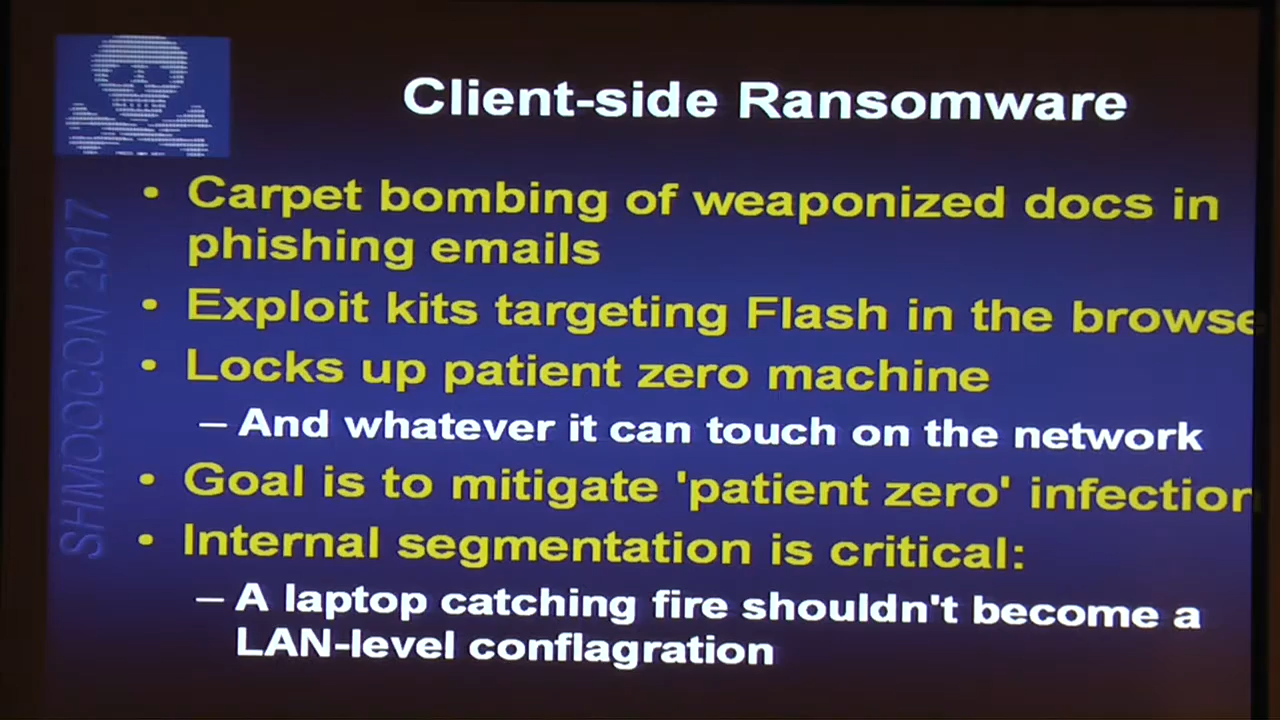 Client-side Ransomware
• Carpet bombing of weaponized docs in
phishing emails
• Exploit kits targeting Flash in the browse
• Locks up patient zero machine
– And whatever it can touch on the network
• Goal is to mitigate 'patient zero' infection
• Internal segmentation is critical:
– A laptop catching fire shouldn't become a
LAN-level conflagration
SHMOOCON 2017